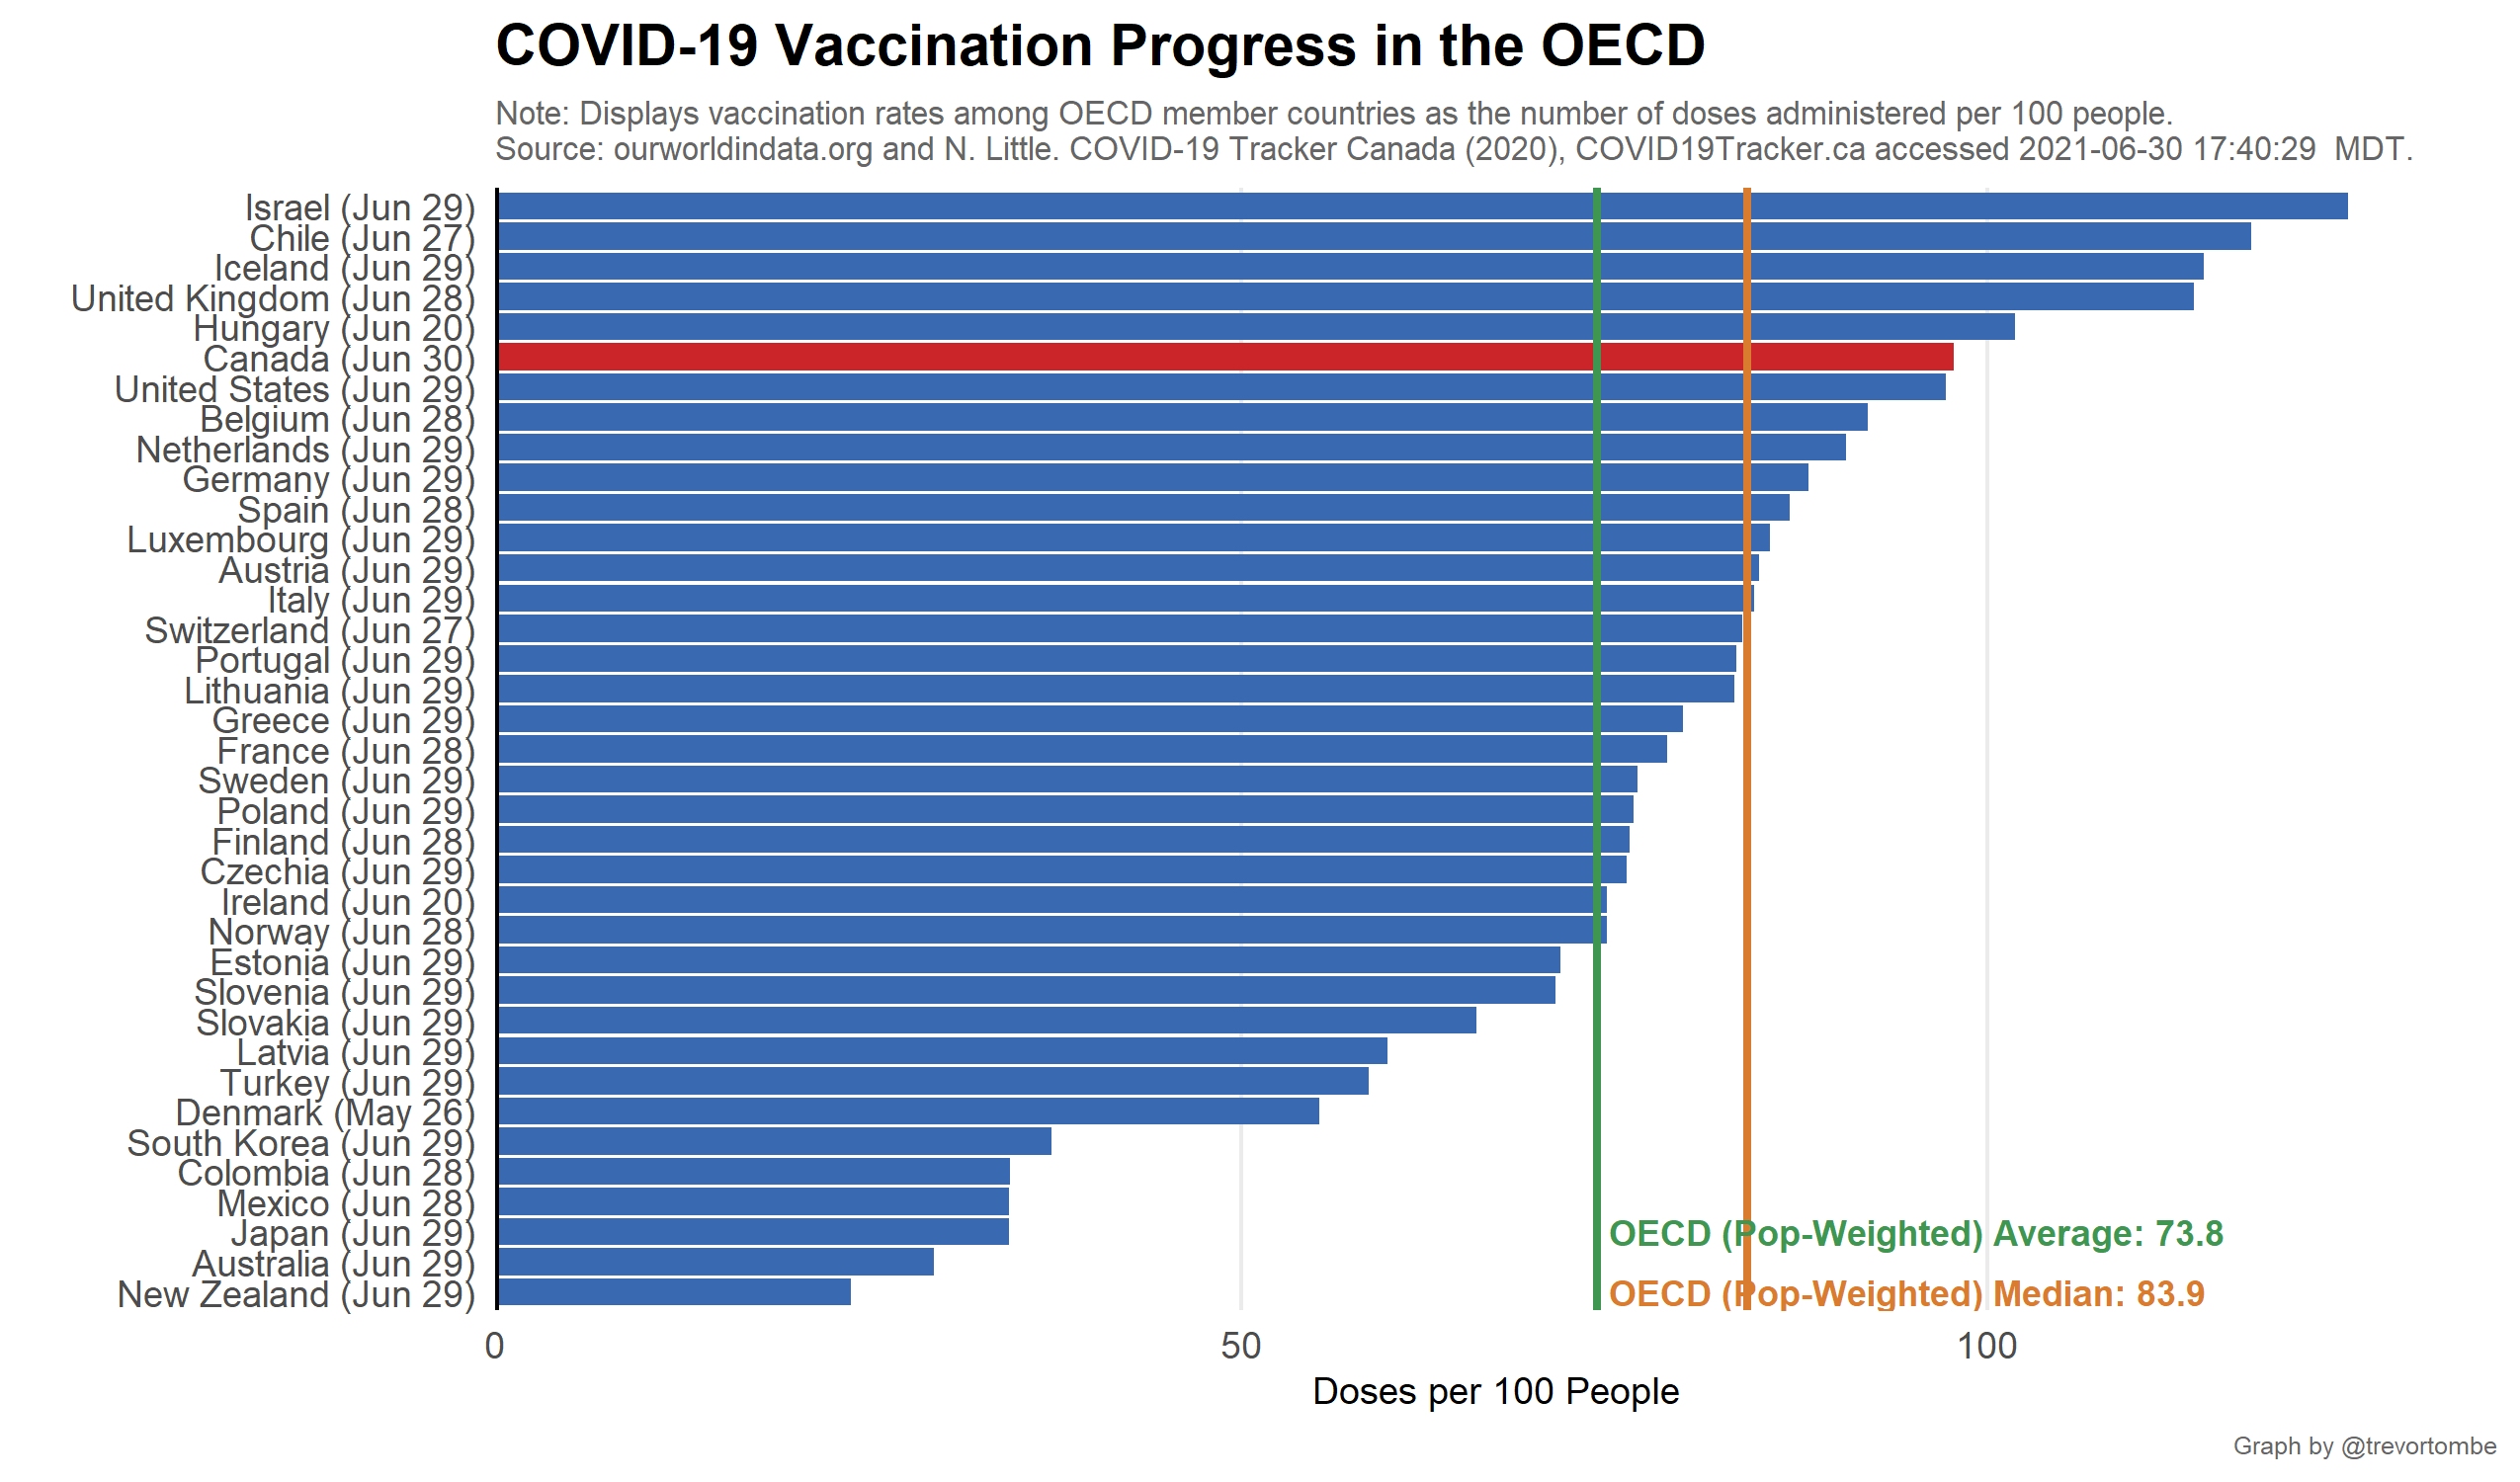 COVID-19 Vaccination Progress in the OECD
Note: Displays vaccination rates among OECD member countries as the number of doses administered per 100 people.
Source: ourworldindata.org and N. Little. COVID-19 Tracker Canada (2020), COVID19Tracker.ca accessed 2021-06-30 17:40:29 MDT.
Israel (Jun 29)
Chile (Jun 27)
Iceland (Jun 29)
United Kingdom (Jun 28)
Hungary (Jun 20)
Canada (Jun 30)
United States (Jun 29)
Belgium (Jun 28)
Netherlands (Jun 29)
Germany (Jun 29)
Spain (Jun 28)
Luxembourg (Jun 29)
Austria (Jun 29)
Italy (Jun 29)
Switzerland (Jun 27)
Portugal (Jun 29)
Lithuania (Jun 29)
Greece (Jun 29)
France (Jun 28)
Sweden (Jun 29)
Poland (Jun 29)
Finland (Jun 28)
Czechia (Jun 29)
Ireland (Jun 20)
Norway (Jun 28)
Estonia (Jun 29)
Slovenia (Jun 29)
Slovakia (Jun 29)
Latvia (Jun 29)
Turkey (Jun 29)
Denmark (May 26)
South Korea (Jun 29)
Colombia (Jun 28)
Mexico (Jun 28)
Japan (Jun 29)
Australia (Jun 29)
New Zealand (Jun 29)
OECD (Pop-Weighted) Average: 73.8
OECD (Pop-Weighted) Median: 83.9
0 50 100
Doses per 100 People
Graph by @trevortombe